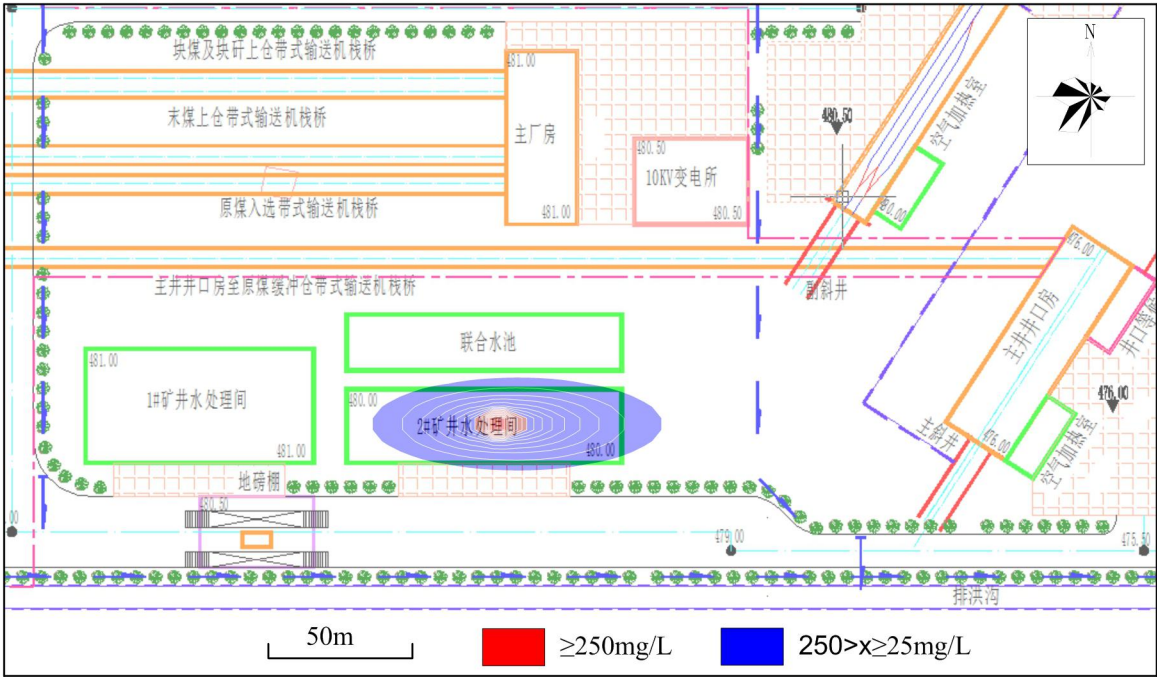 块煤及块矸上仓带式输送机栈桥
481.00
N
末煤上仓带式输送机栈桥
主厂房
480.50
空气加热室
480.50
10KV变电所
原煤入选带式输送机栈桥
481.00
480.50
480.00
476.00
主井井口房至原煤缓冲仓带式输送机栈桥
副斜井
主井井口房
井口等候
联合水池
481.00
1#矿井水处理间
481.00
480.00
2#矿井水处理间
480.00
476.00
主斜井
476.00
空气加热室
地磅棚
480.50
479.00
475.50
排洪沟
50m
≥250mg/L
250>x≥25mg/L